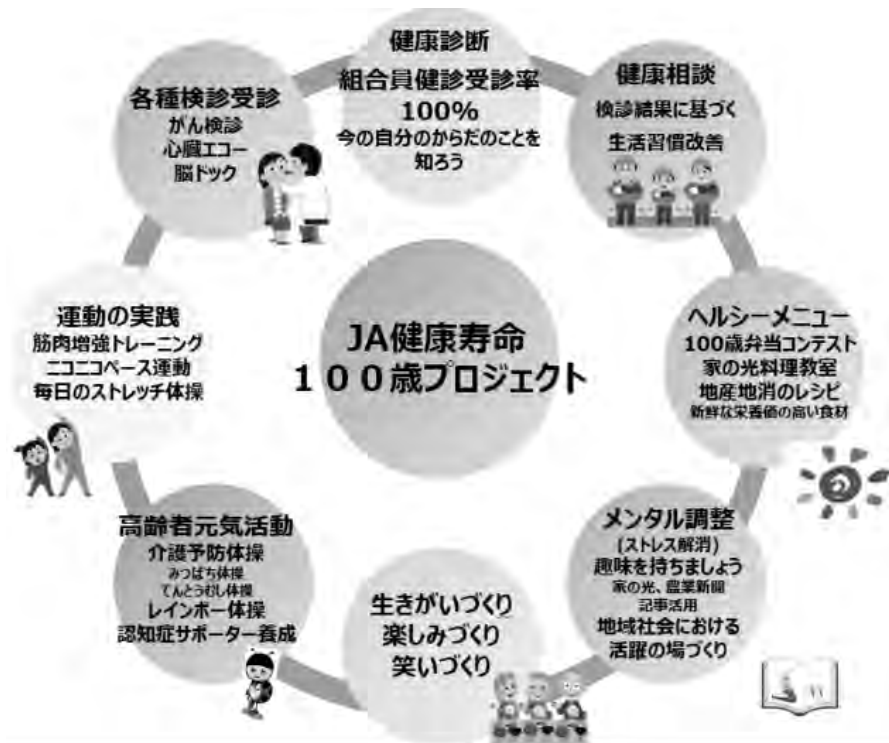 健康診断
組合員健診受診率
100%
今の自分のからだのことを
知ろう
健康相談
検診結果に基づく
生活習慣改善
ヘルシーメニュー
100歳弁当コンテスト
家の光料理教室
地産地消のレシピ
新鮮な栄養価の高い食材
メンタル調整
(ストレス解消)
趣味を持ちましょう
家の光、農業新聞
記事活用
地域社会における
活躍の場づくり
生きがいづくり
楽しみづくり
笑いづくり
高齢者元気活動
介護予防体操
みつばち体操
てんとうむし体操
レインボー体操
認知症サポーター養成
運動の実践
筋肉増強トレーニング
ニコニコペース運動
毎日のストレッチ体操
各種検診受診
がん検診
心臓エコー
脳ドック
JA健康寿命
100歳プロジェクト